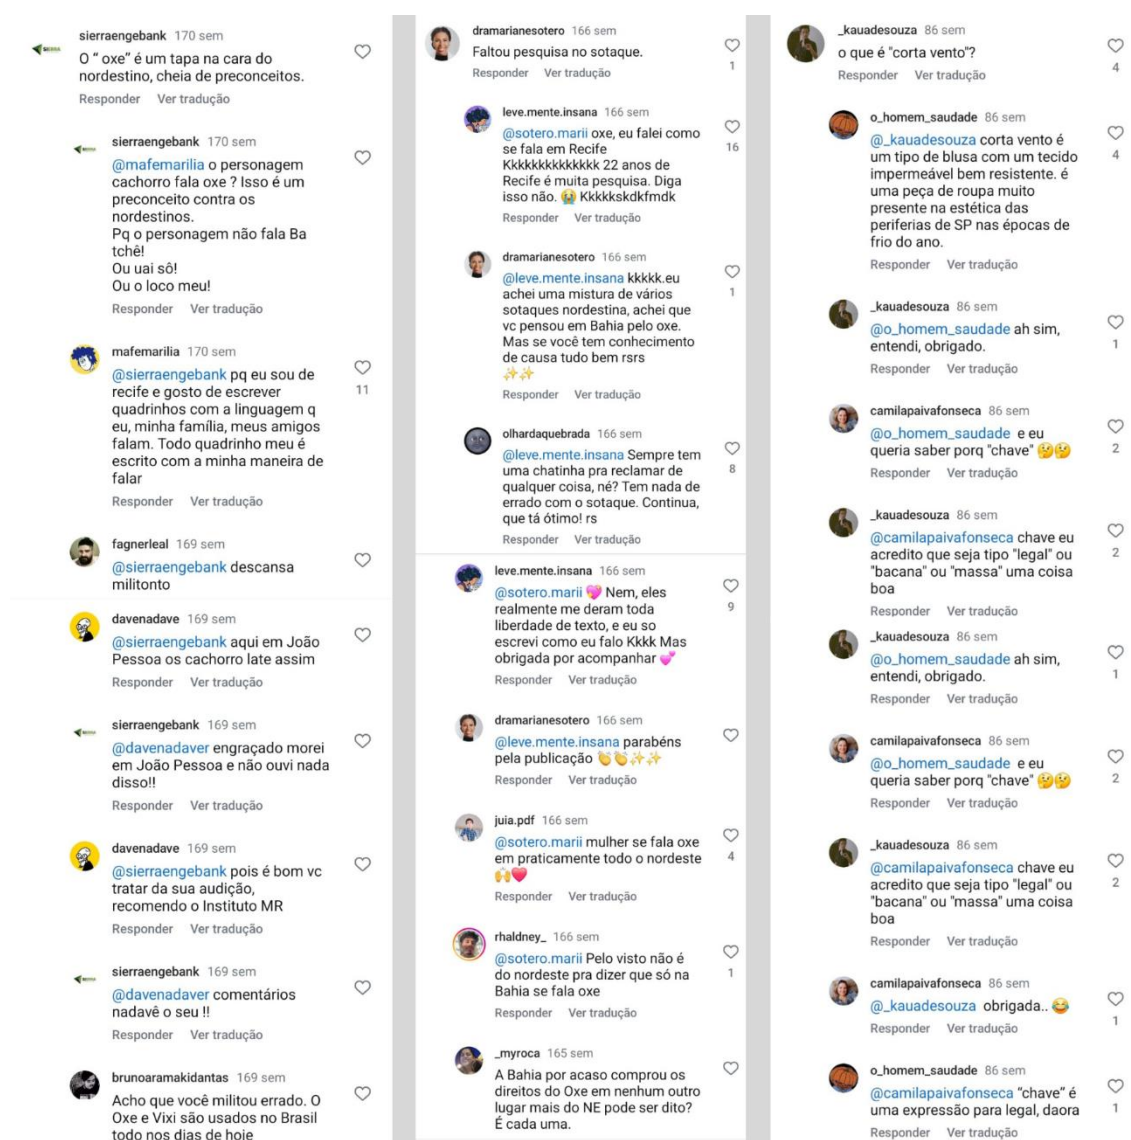 sierraengebank 170 sem
O “ oxe” é um tapa na cara do
nordestino, cheia de preconceitos.
Responder Ver tradução
sierraengebank 170 sem
@mafemarilia o personagem
cachorro fala oxe ? Isso é um
preconceito contra os
nordestinos.
Pq o personagem não fala Ba
tchê!
Ou uai sô!
Ou o loco meu!
Responder Ver tradução
mafemarilia 170 sem
@sierraengebank pq eu sou de
recife e gosto de escrever
quadrinhos com a linguagem q
eu, minha família, meus amigos
falam. Todo quadrinho meu é
escrito com a minha maneira de
falar
11
Responder Ver tradução
fagnerleal 169 sem
@sierraengebank descansa
militonto
davenadave 169 sem
@sierraengebank aqui em João
Pessoa os cachorro late assim
Responder Ver tradução
sierraengebank 169 sem
@davenadaver engraçado morei
em João Pessoa e não ouvi nada
disso!!
Responder Ver tradução
davenadave 169 sem
@sierraengebank pois é bom vc
tratar da sua audição,
recomendo o Instituto MR
Responder Ver tradução
sierraengebank 169 sem
@davenadaver comentários
nadavê o seu !!
Responder Ver tradução
brunoaramakidantas 169 sem
Acho que você militou errado. O
Oxe e Vixi são usados no Brasil
todo nos dias de hoje
dramarianesotero 166 sem
Faltou pesquisa no sotaque.
1
Responder Ver tradução
leve.mente.insana 166 sem
@sotero.marii oxe, eu falei como
se fala em Recife
Kkkkkkkkkkkkk 22 anos de
Recife é muita pesquisa. Diga
isso não. 😭 Kkkkkskdkfmdk
16
Responder Ver tradução
dramarianesotero 166 sem
@leve.mente.insana kkkkk.eu
achei uma mistura de vários
sotaques nordestina, achei que
vc pensou em Bahia pelo oxe.
Mas se você tem conhecimento
de causa tudo bem rsrs
✨✨
1
Responder Ver tradução
olhardaquebrada 166 sem
@leve.mente.insana Sempre tem
uma chatinha pra reclamar de
qualquer coisa, né? Tem nada de
errado com o sotaque. Continua,
que tá ótimo! rs
8
Responder Ver tradução
leve.mente.insana 166 sem
@sotero.marii 💖 Nem, eles
realmente me deram toda
liberdade de texto, e eu so
escrevi como eu falo Kkkk Mas
obrigada por acompanhar 💕
9
Responder Ver tradução
dramarianesotero 166 sem
@leve.mente.insana parabéns
pela publicação 👏👏✨✨
Responder Ver tradução
juia.pdf 166 sem
@sotero.marii mulher se fala oxe
em praticamente todo o nordeste
🙌❤️
4
Responder Ver tradução
rhaldney_ 166 sem
@sotero.marii Pelo visto não é
do nordeste pra dizer que só na
Bahia se fala oxe
1
Responder Ver tradução
_myroca 165 sem
A Bahia por acaso comprou os
direitos do Oxe em nenhum outro
lugar mais do NE pode ser dito?
É cada uma.
_kauadesouza 86 sem
o que é "corta vento"?
4
Responder Ver tradução
o_homem_saudade 86 sem
@_kauadesouza corta vento é
um tipo de blusa com um tecido
impermeável bem resistente. é
uma peça de roupa muito
presente na estética das
periferias de SP nas épocas de
frio do ano.
4
Responder Ver tradução
_kauadesouza 86 sem
@o_homem_saudade ah sim,
entendi, obrigado.
1
Responder Ver tradução
camilapaivafonseca 86 sem
@o_homem_saudade e eu
queria saber porq "chave" 🤔🤔
2
Responder Ver tradução
_kauadesouza 86 sem
@camilapaivafonseca chave eu
acredito que seja tipo "legal" ou
"bacana" ou "massa" uma coisa
boa
2
Responder Ver tradução
_kauadesouza 86 sem
@o_homem_saudade ah sim,
entendi, obrigado.
1
Responder Ver tradução
camilapaivafonseca 86 sem
@o_homem_saudade e eu
queria saber porq "chave" 🤔🤔
2
Responder Ver tradução
_kauadesouza 86 sem
@camilapaivafonseca chave eu
acredito que seja tipo "legal" ou
"bacana" ou "massa" uma coisa
boa
2
Responder Ver tradução
camilapaivafonseca 86 sem
@_kauadesouza obrigada.. 😂
1
Responder Ver tradução
o_homem_saudade 86 sem
@camilapaivafonseca “chave” é
uma expressão para legal, daora
1
Responder Ver tradução